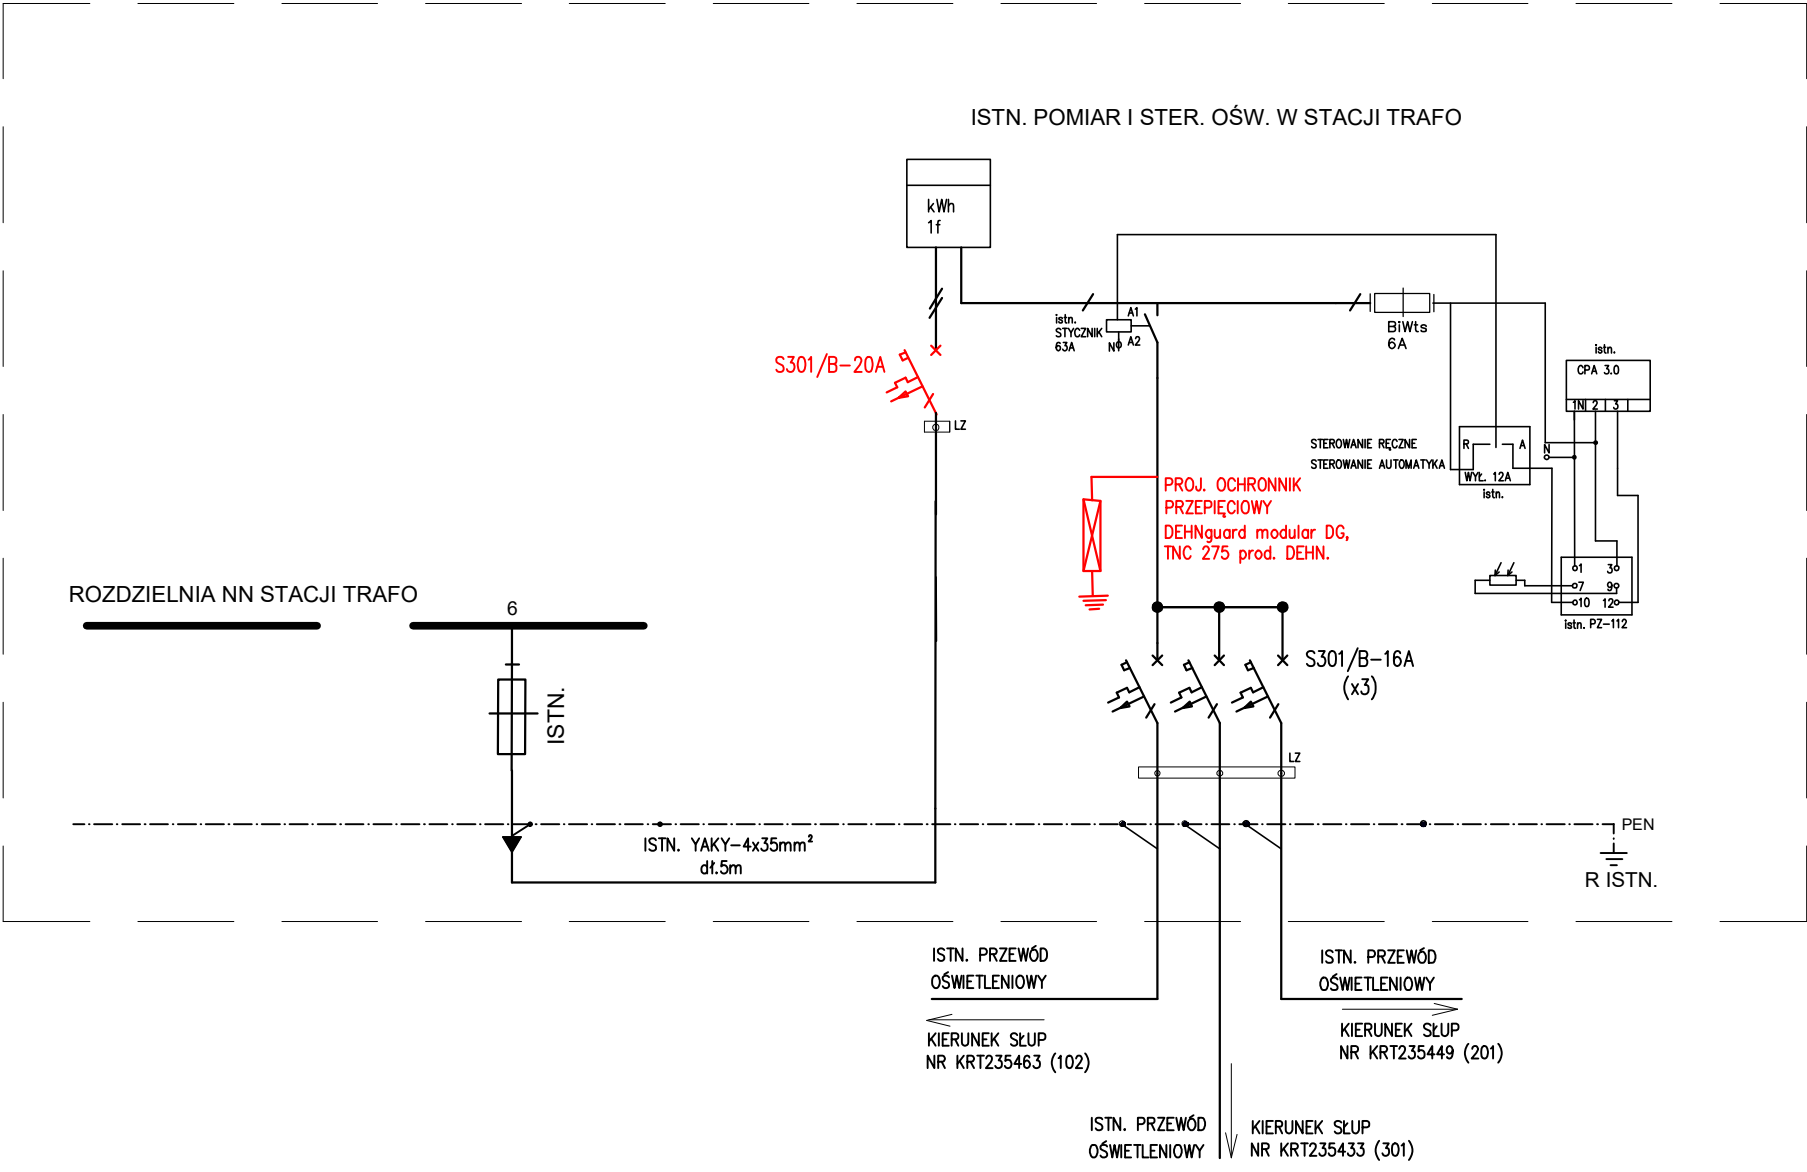 ISTN. POMIAR I STER. OŚW. W STACJI TRAFO
kWh
1f
istn.
STYCZNIK
63A
A1
A2
N
BiWts
6A
S301/B-20A
LZ
istn.
CPA 3.0
1N 2 3
STEROWANIE RĘCZNE
STEROWANIE AUTOMATYKA
R A
WYŁ. 12A
istn.
N
PROJ. OCHRONNIK
PRZEPIĘCIOWY
DEHNguard modular DG,
TNC 275 prod. DEHN.
1 3
7 9
10 12
istn. PZ-112
ROZDZIELNIA NN STACJI TRAFO
6
ISTN.
S301/B-16A
(x3)
LZ
ISTN. YAKY-4x35mm²
dł.5m
PEN
R ISTN.
ISTN. PRZEWÓD
OŚWIETLENIOWY
KIERUNEK SŁUP
NR KRT235463 (102)
ISTN. PRZEWÓD
OŚWIETLENIOWY
KIERUNEK SŁUP
NR KRT235449 (201)
ISTN. PRZEWÓD
OŚWIETLENIOWY
KIERUNEK SŁUP
NR KRT235433 (301)